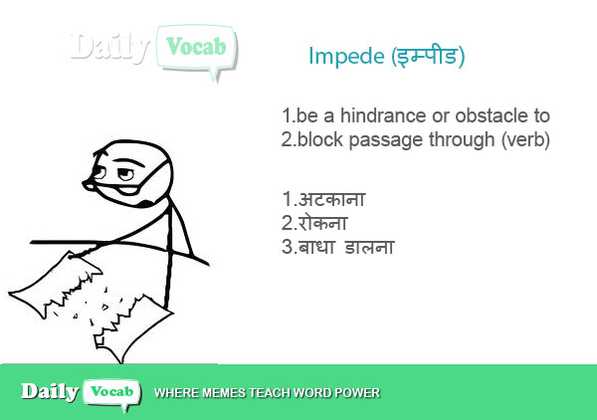 Daily Vocab
Impede (इम्पीड)
1.be a hindrance or obstacle to
2.block passage through (verb)
1.अटकाना
2.रोकना
3.बाधा डालना
Daily Vocab WHERE MEMES TEACH WORD POWER